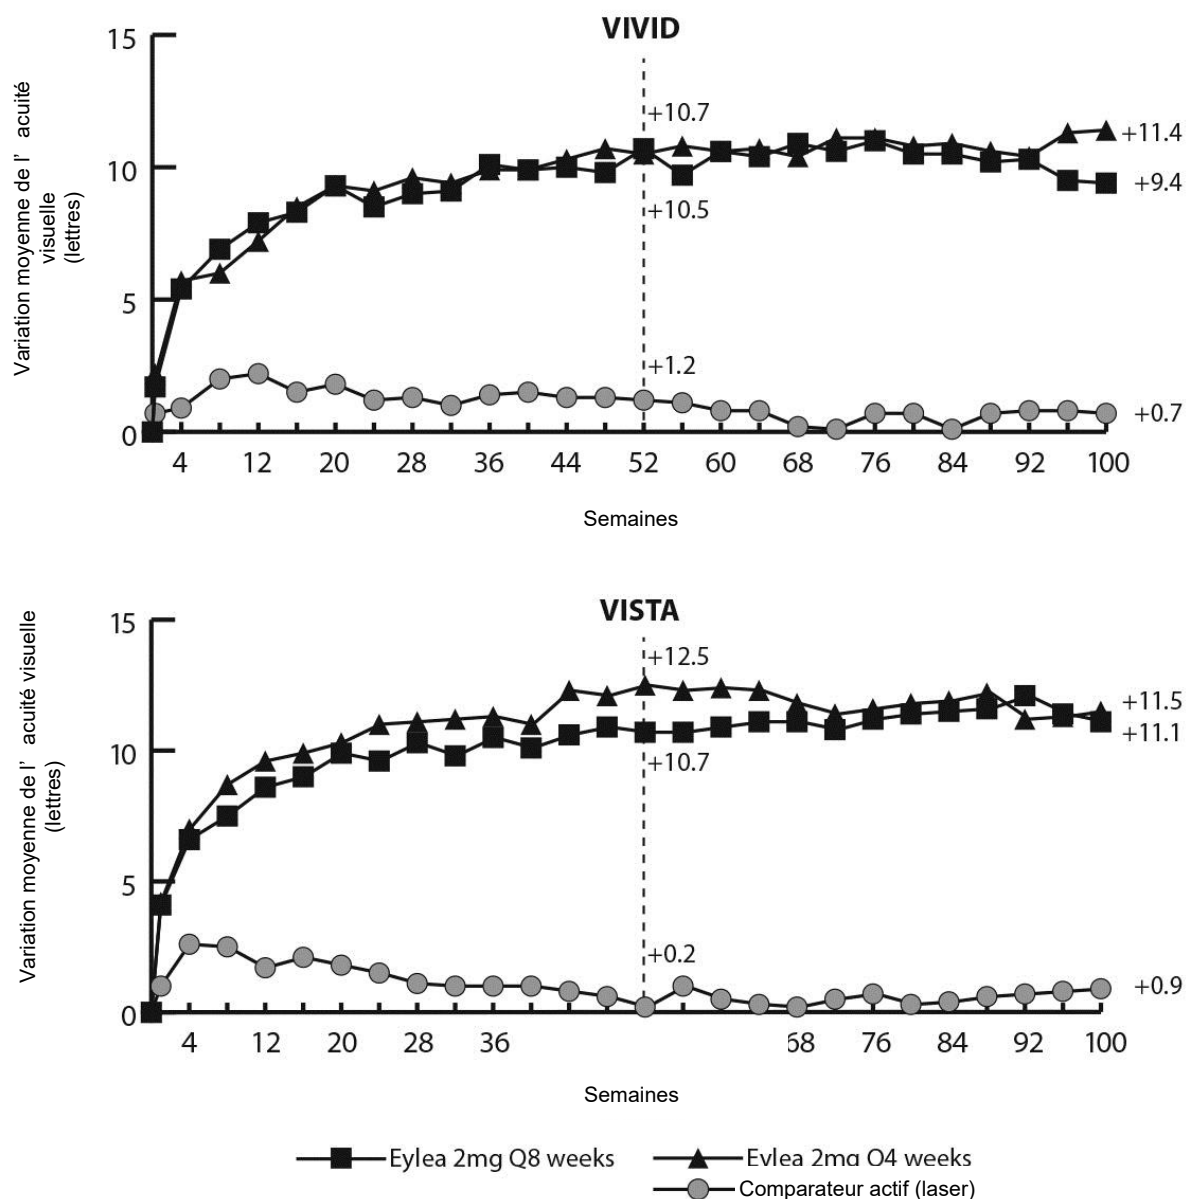 VIVID
15
10
5
0
Variation moyenne de l’ acuité
visuelle
(lettres)
+10.7
+10.5
+1.2
+11.4
+9.4
+0.7
4 12 20 28 36 44 52 60 68 76 84 92 100
Semaines
VISTA
15
10
5
0
Variation moyenne de l’ acuité visuelle
(lettres)
+12.5
+10.7
+0.2
+11.5
+11.1
+0.9
4 12 20 28 36 68 76 84 92 100
Semaines
Eylea 2mg Q8 weeks Eylea 2mg Q4 weeks
Comparateur actif (laser)